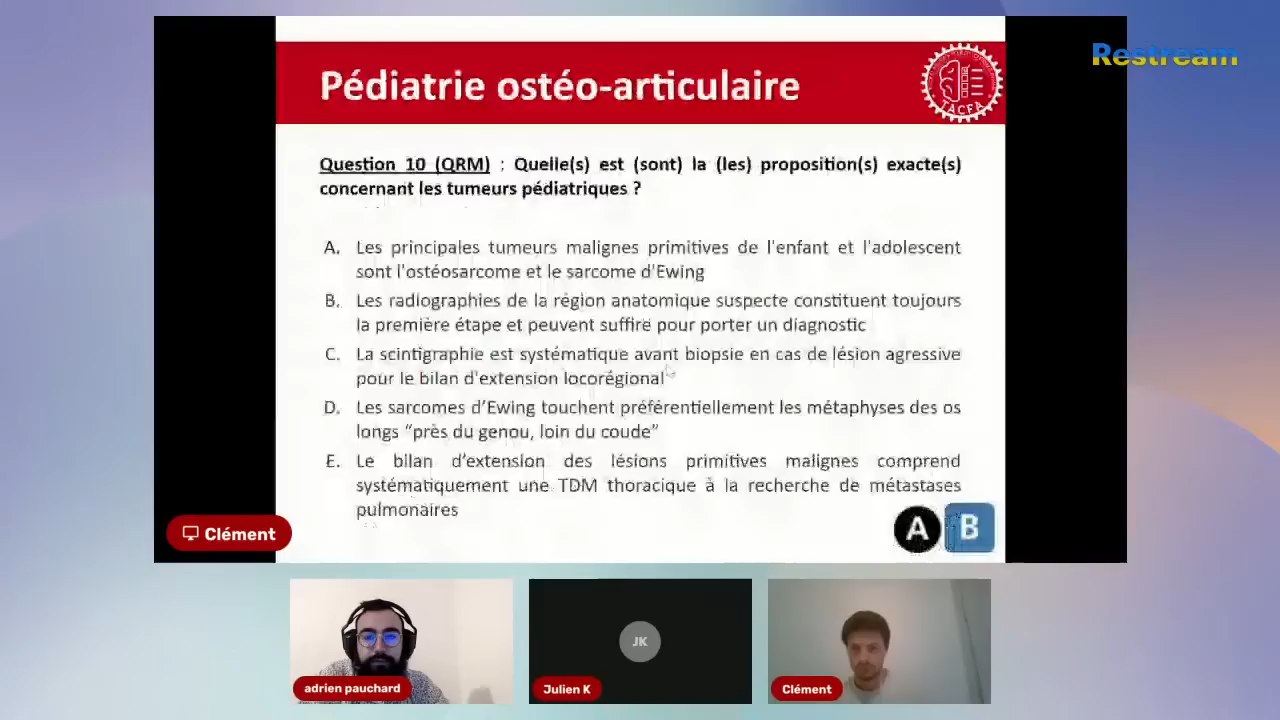 Restream
Pédiatrie ostéo-articulaire
TACFA
Question 10 (QRM) : Quelle(s) est (sont) la (les) proposition(s) exacte(s)
concernant les tumeurs pédiatriques ?
A. Les principales tumeurs malignes primitives de l'enfant et l'adolescent
sont l'ostéosarcome et le sarcome d'Ewing
B. Les radiographies de la région anatomique suspecte constituent toujours
la première étape et peuvent suffire pour porter un diagnostic
C. La scintigraphie est systématique avant biopsie en cas de lésion agressive
pour le bilan d'extension locorégional
D. Les sarcomes d’Ewing touchent préférentiellement les métaphyses des os
longs “près du genou, loin du coude”
E. Le bilan d’extension des lésions primitives malignes comprend
systématiquement une TDM thoracique à la recherche de métastases
pulmonaires
A B
Clément
JK
adrien pauchard
Julien K
Clément